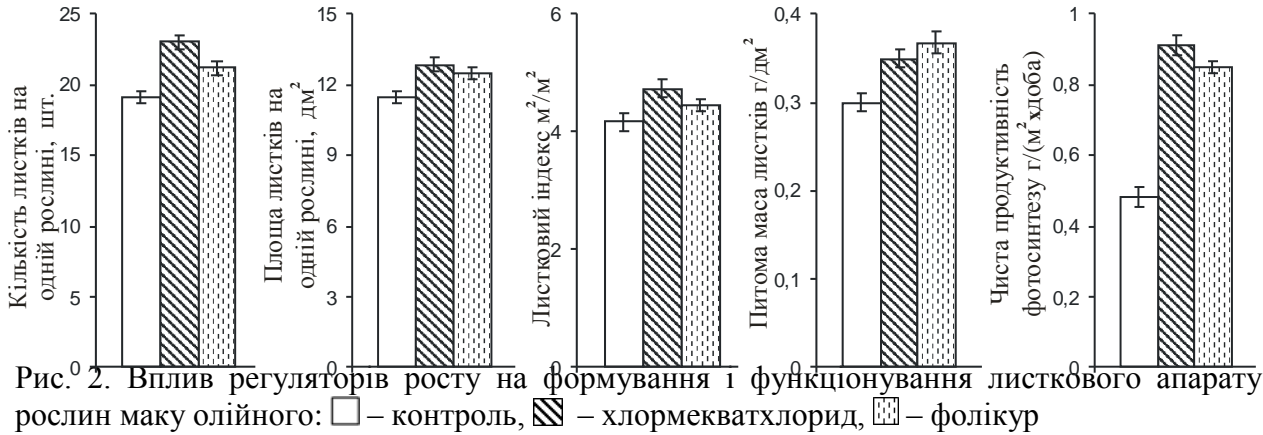 25
20
15
10
5
0
Кількість листків на
одній рослині, шт.
15
12
9
6
3
0
Площа листків на
одній рослині, дм²
6
4
2
0
Листковий індекс м²/м²
0,4
0,3
0,2
0,1
0
Питома маса листків г/дм²
1
0,8
0,6
0,4
0,2
0
Чиста продуктивність
фотосинтезу г/(м²хдоба)
Рис. 2. Вплив регуляторів росту на формування і функціонування листкового апарату
рослин маку олійного: – контроль, – хлормекватхлорид, – фолікур